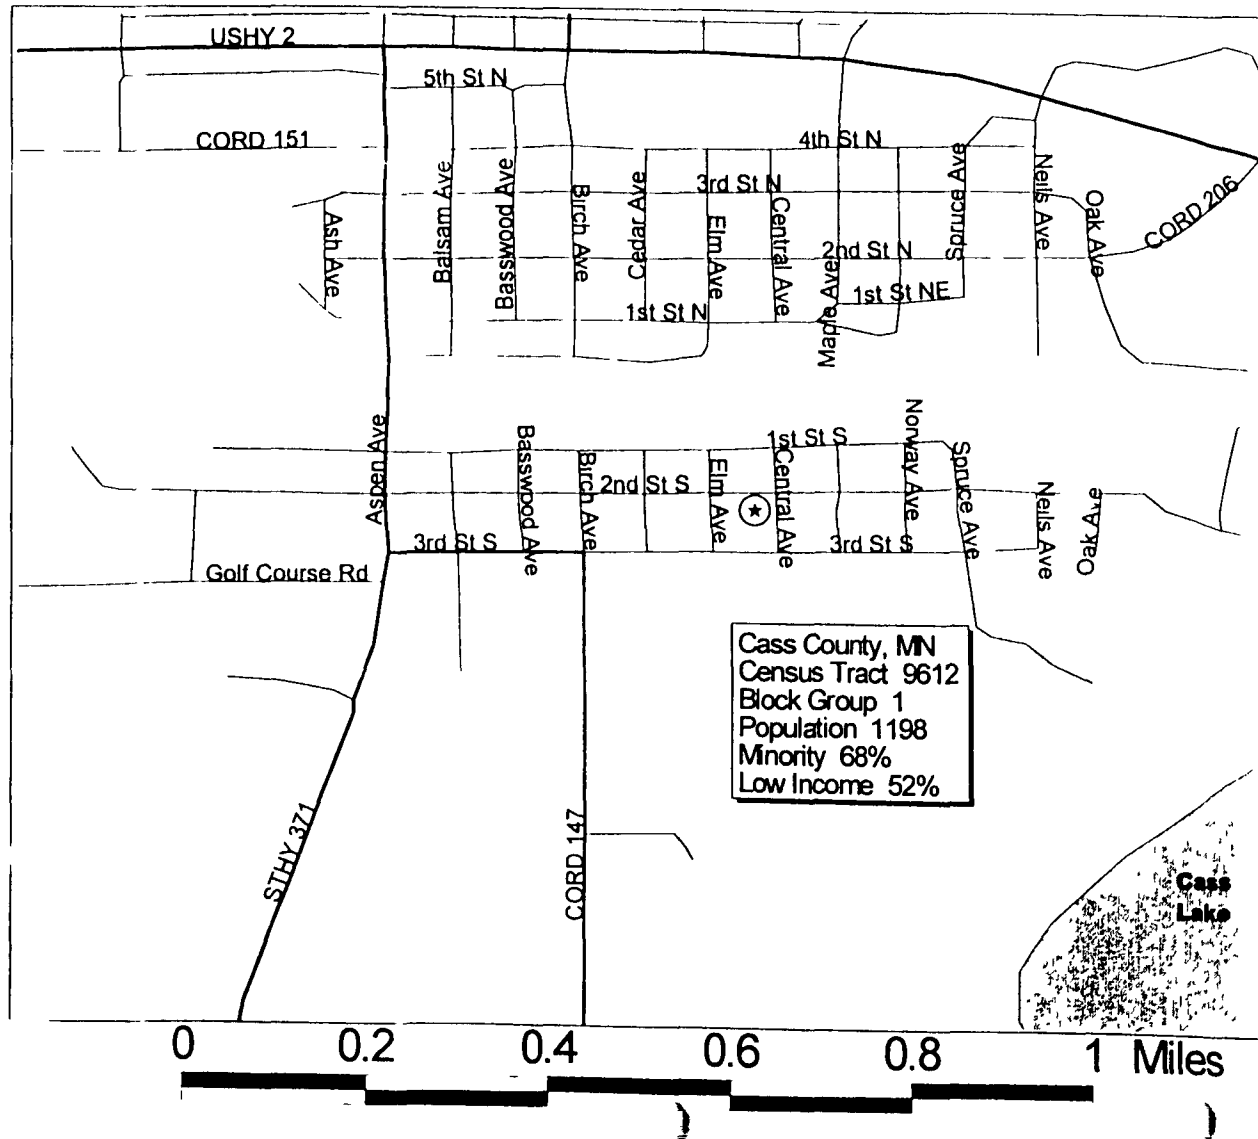 USHY 2
5th St N
CORD 151
4th St N
3rd St N
Ash Ave
Balsam Ave
Basswood Ave
Birch Ave
Cedar Ave
Elm Ave
Central Ave
2nd St N
Maple Ave
1st St NE
Spruce Ave
Neils Ave
Oak Ave
CORD 206
1st St N
Aspen Ave
Basswood Ave
Birch Ave
2nd St S
Elm Ave
1st St S
Central Ave
Norway Ave
Spruce Ave
Neils Ave
Oak Ave
3rd St S
3rd St S
Golf Course Rd
Cass County, MN
Census Tract 9612
Block Group 1
Population 1198
Minority 68%
Low Income 52%
STHY 371
CORD 147
Cass
Lake
0 0.2 0.4 0.6 0.8 1 Miles